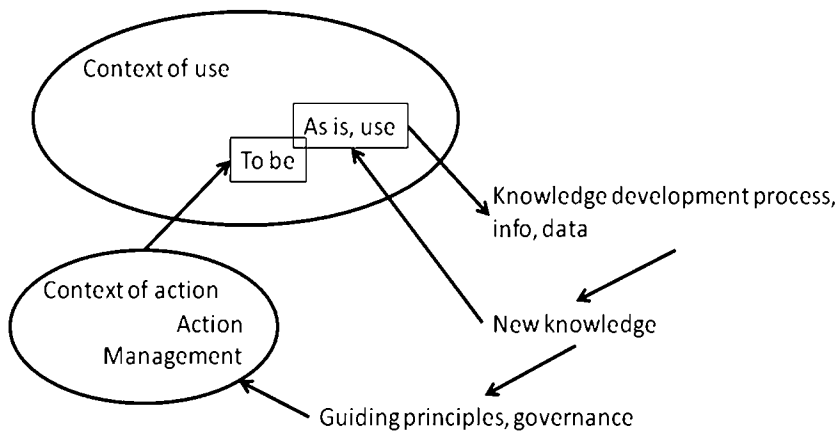 Context of use
As is, use
To be
Knowledge development process,
info, data
Context of action
Action
Management
New knowledge
Guiding principles, governance